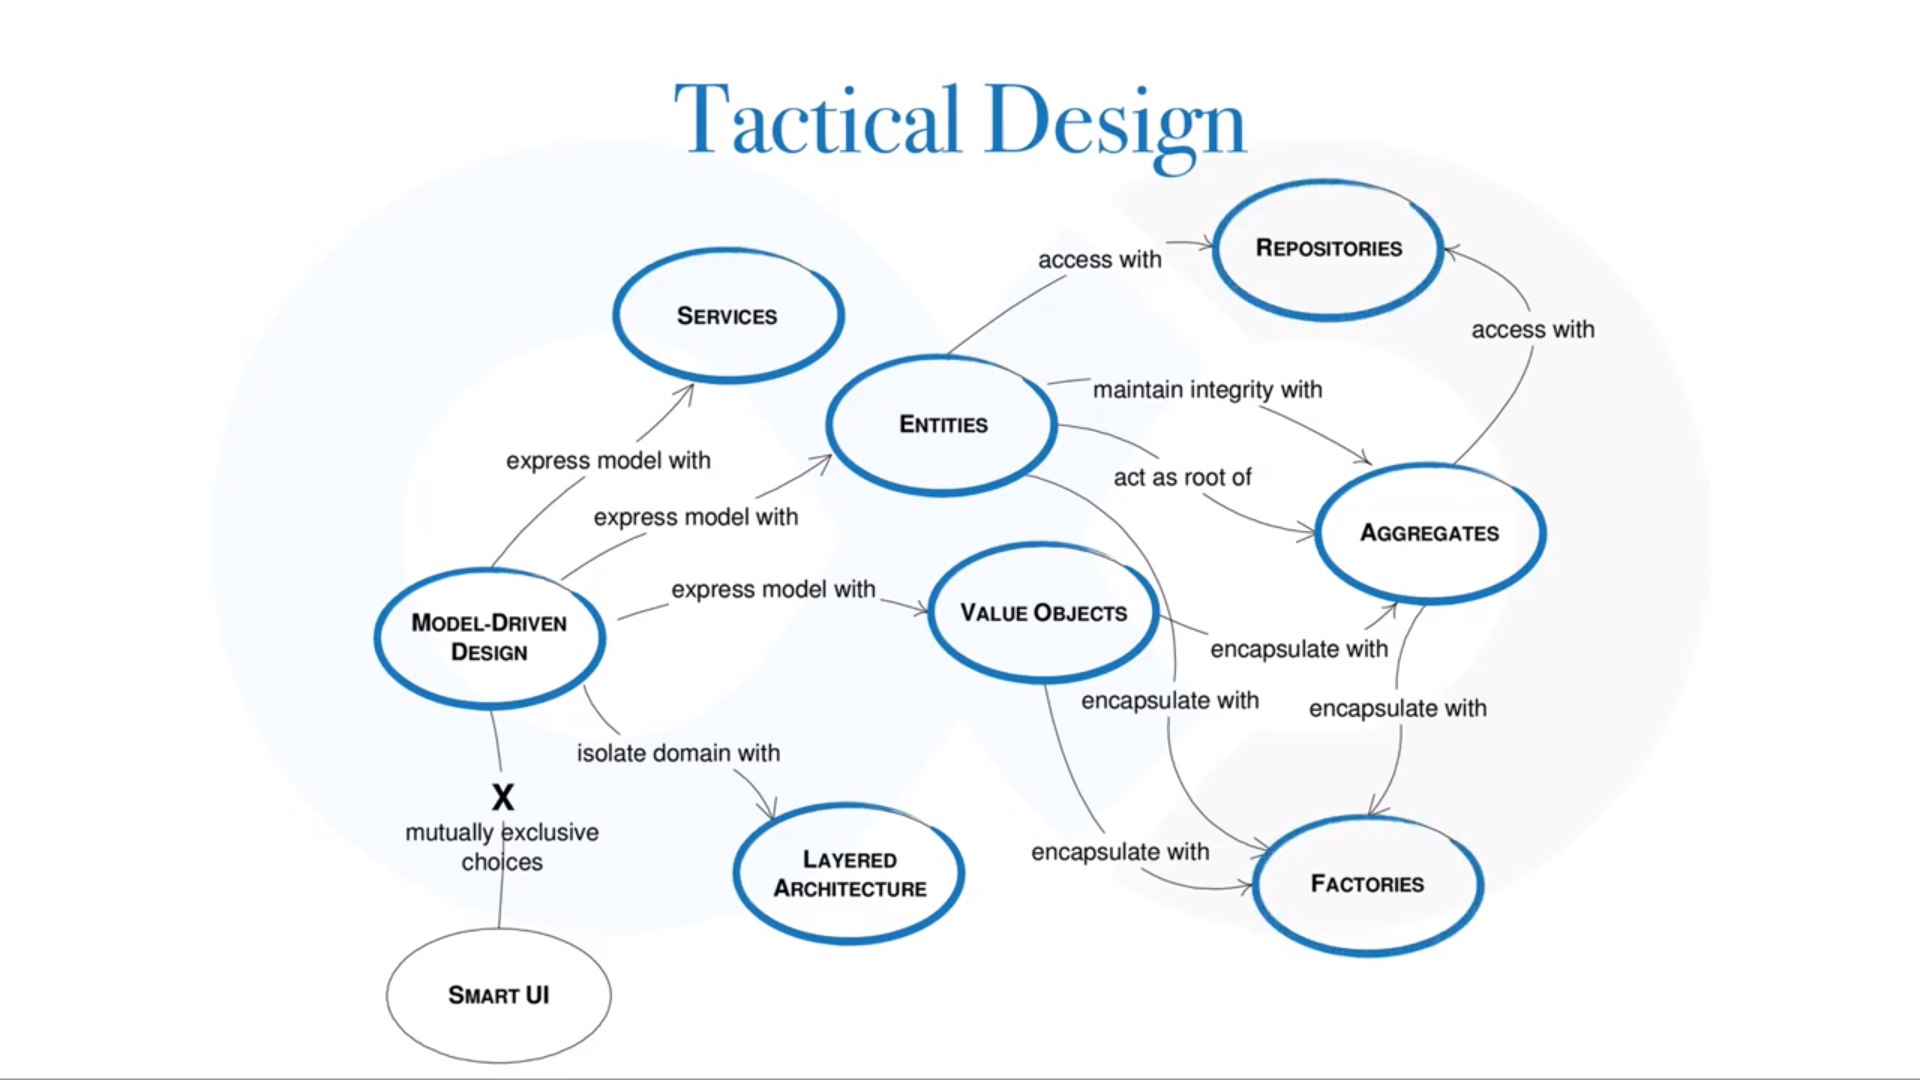 Tactical Design
REPOSITORIES
access with
SERVICES
access with
maintain integrity with
ENTITIES
express model with
act as root of
express model with
AGGREGATES
express model with
VALUE OBJECTS
MODEL-DRIVEN
DESIGN
encapsulate with
encapsulate with
encapsulate with
isolate domain with
X
mutually exclusive
choices
encapsulate with
LAYERED
ARCHITECTURE
FACTORIES
SMART UI